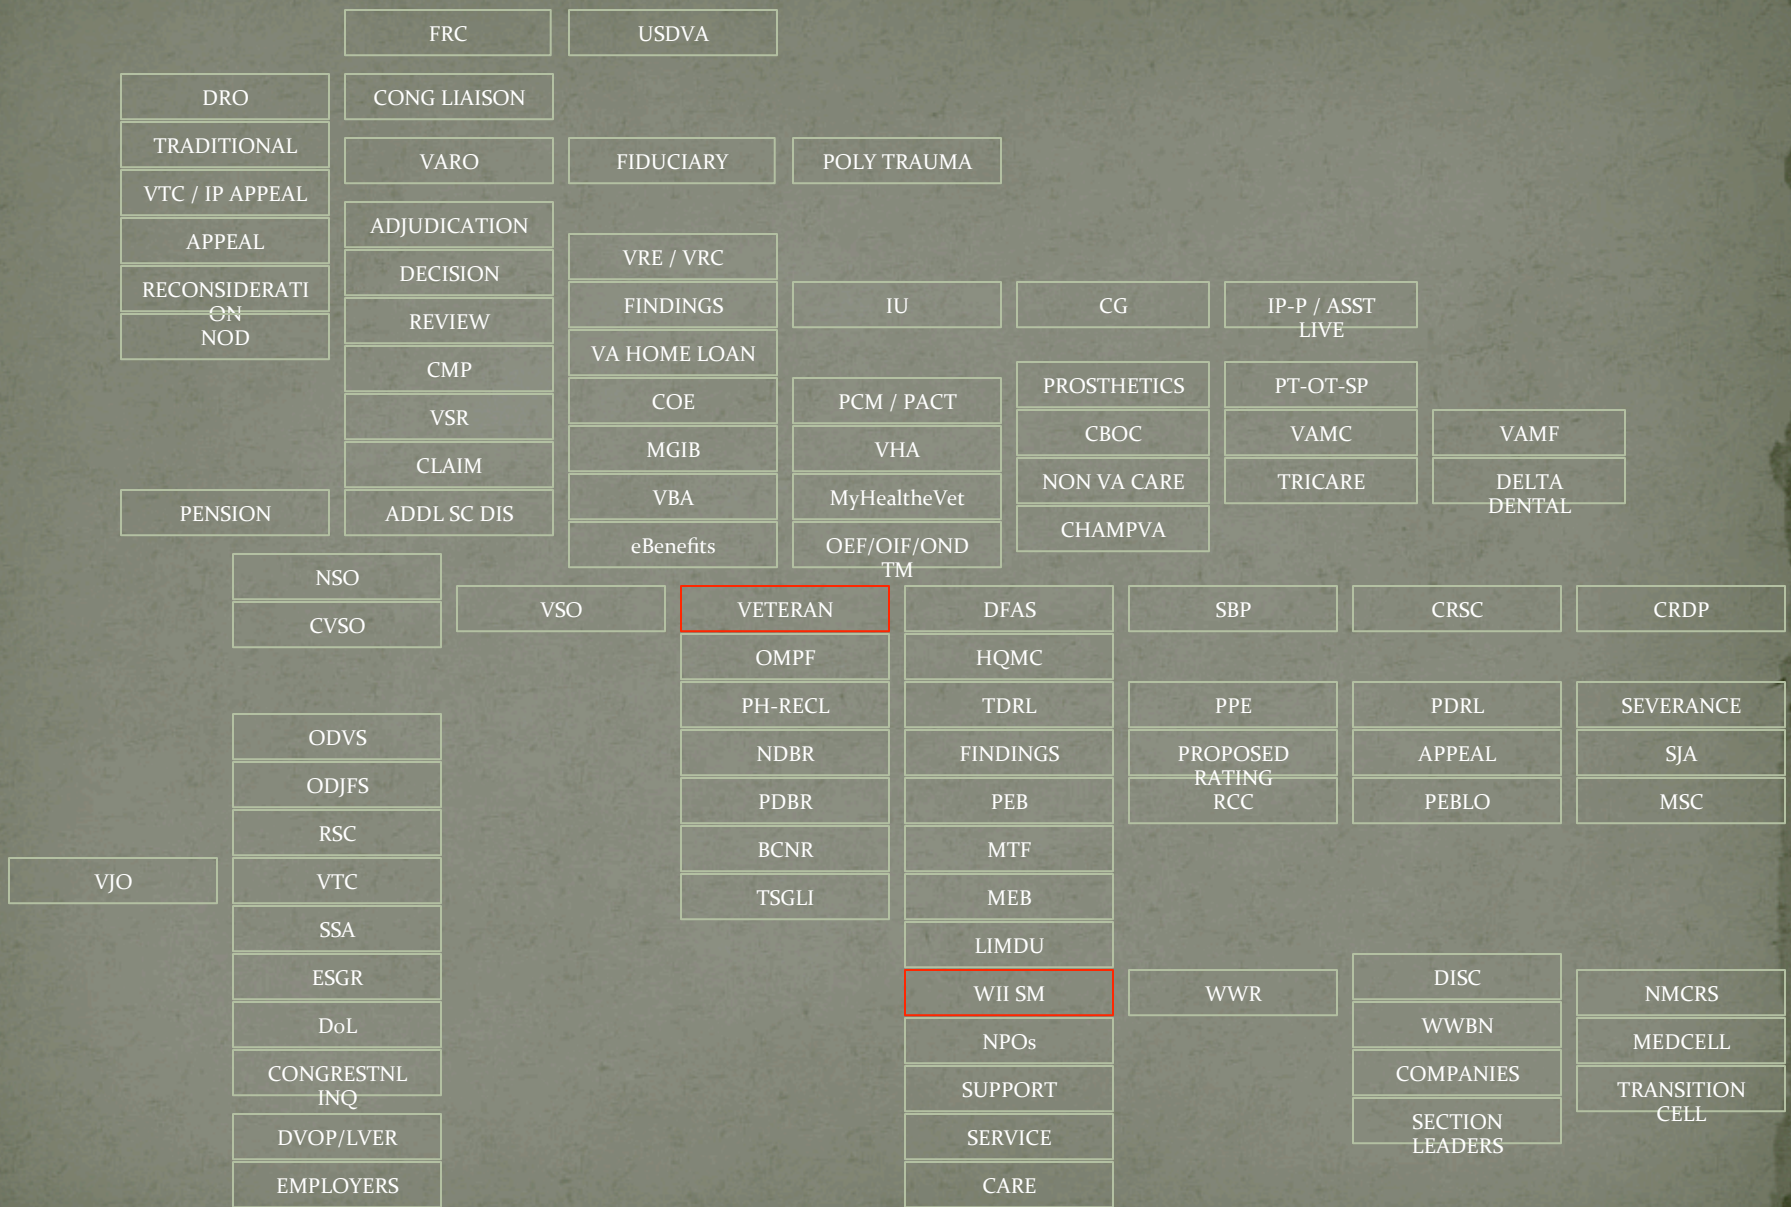 FRC
USDVA
DRO
CONG LIAISON
TRADITIONAL
VARO
FIDUCIARY
POLY TRAUMA
VTC / IP APPEAL
ADJUDICATION
APPEAL
VRE / VRC
DECISION
RECONSIDERATI
ON
FINDINGS
IU
CG
IP-P / ASST
LIVE
REVIEW
NOD
VA HOME LOAN
CMP
PROSTHETICS
PT-OT-SP
COE
PCM / PACT
VSR
CBOC
VAMC
VAMF
MGIB
VHA
CLAIM
NON VA CARE
TRICARE
DELTA
DENTAL
VBA
MyHealtheVet
PENSION
ADDL SC DIS
CHAMPVA
eBenefits
OEF/OIF/OND
TM
NSO
CVSO
VSO
VETERAN
DFAS
SBP
CRSC
CRDP
OMPF
HQMC
PH-RECL
TDRL
PPE
PDRL
SEVERANCE
ODVS
NDBR
FINDINGS
PROPOSED
RATING
APPEAL
SJA
ODJFS
PDBR
PEB
RCC
PEBLO
MSC
RSC
BCNR
MTF
VJO
VTC
TSGLI
MEB
SSA
LIMDU
ESGR
WII SM
WWR
DISC
NMCRS
DoL
WWBN
NPOs
MEDCELL
CONGRESTNL
INQ
COMPANIES
SUPPORT
TRANSITION
CELL
SECTION
LEADERS
DVOP/LVER
SERVICE
EMPLOYERS
CARE